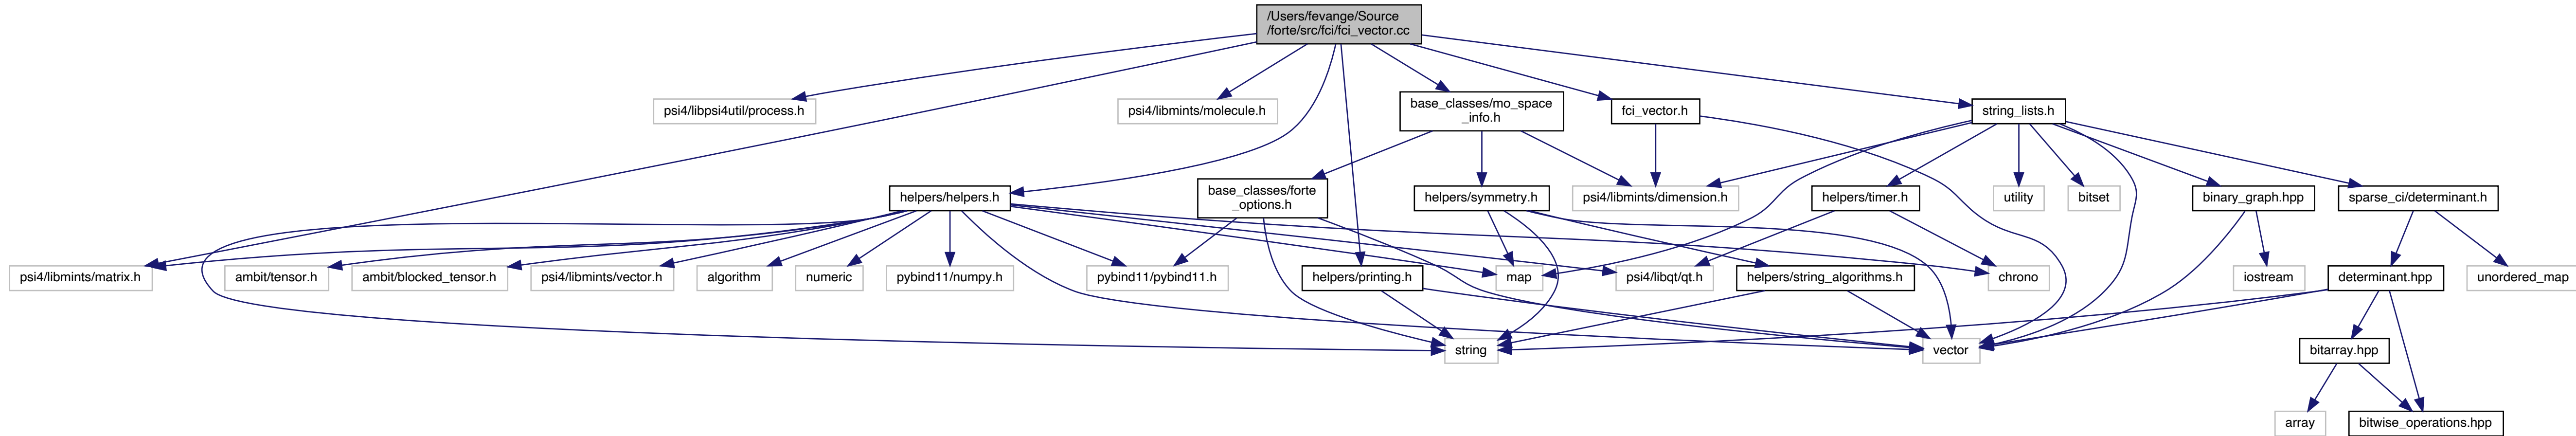 /Users/fevange/Source
/forte/src/fci/fci_vector.cc
psi4/libpsi4util/process.h
psi4/libmints/molecule.h
base_classes/mo_space
_info.h
fci_vector.h
string_lists.h
helpers/helpers.h
base_classes/forte
_options.h
helpers/symmetry.h
psi4/libmints/dimension.h
helpers/timer.h
utility
bitset
binary_graph.hpp
sparse_ci/determinant.h
psi4/libmints/matrix.h
ambit/tensor.h
ambit/blocked_tensor.h
psi4/libmints/vector.h
algorithm
numeric
pybind11/numpy.h
pybind11/pybind11.h
helpers/printing.h
map
psi4/libqt/qt.h
helpers/string_algorithms.h
chrono
iostream
determinant.hpp
unordered_map
string
vector
bitarray.hpp
array
bitwise_operations.hpp